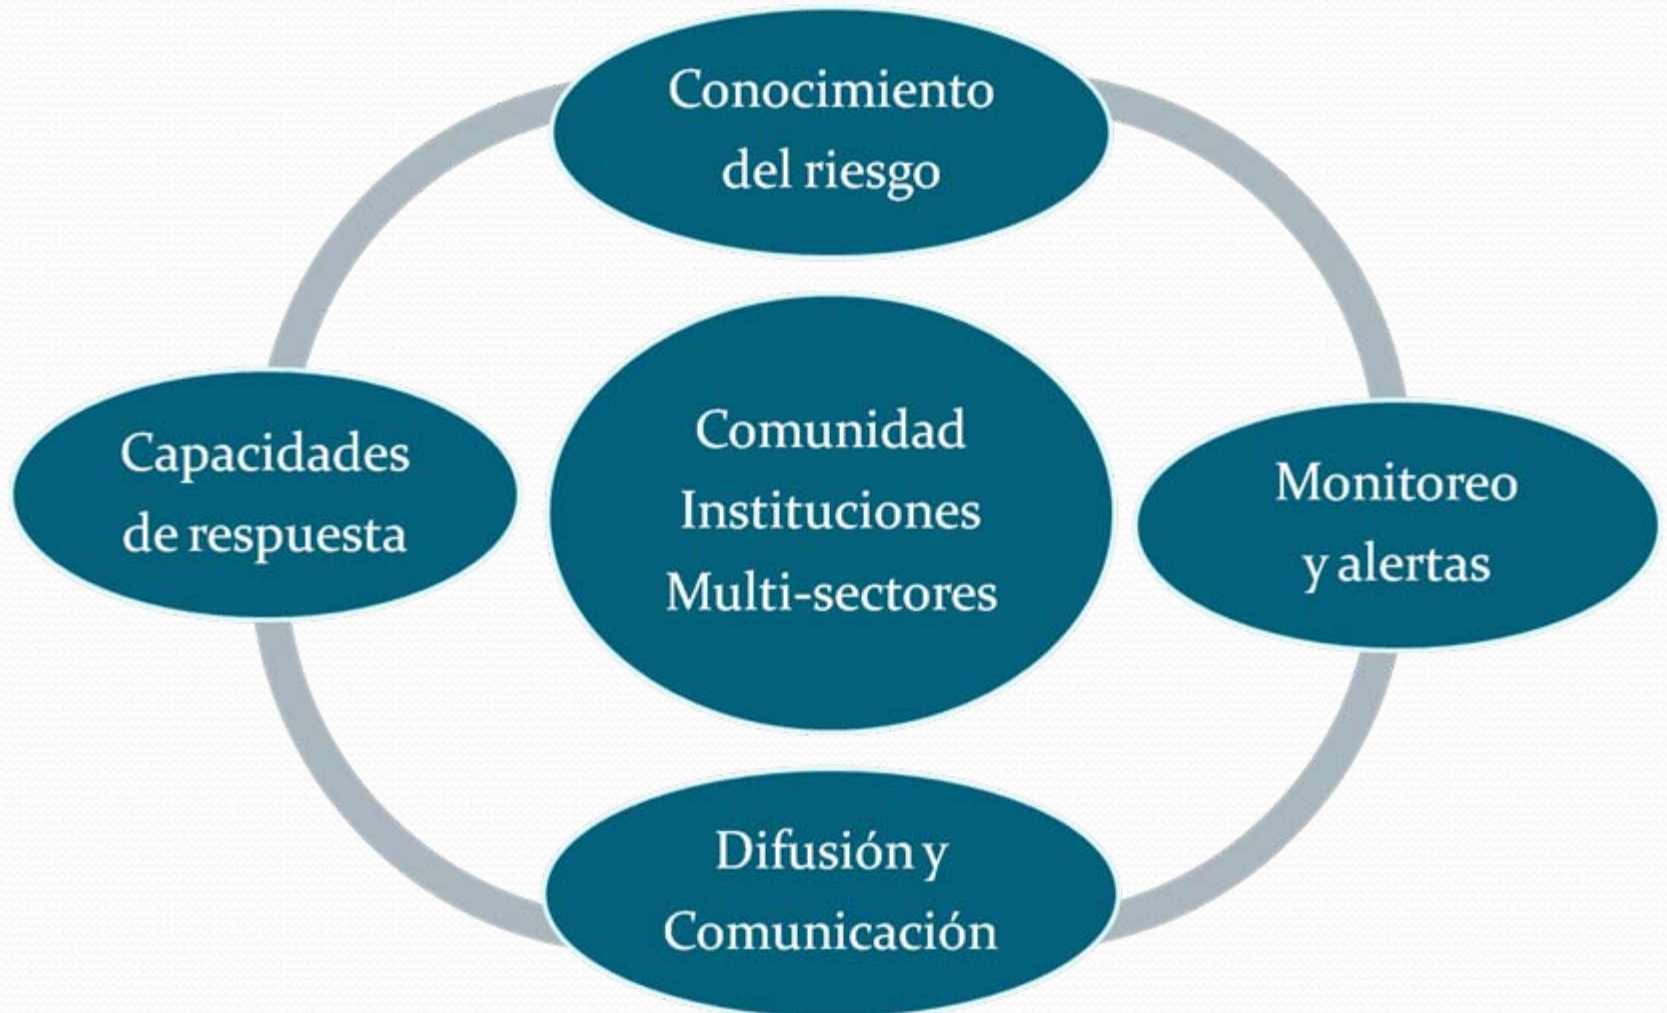 Conocimiento
del riesgo
Capacidades
de respuesta
Comunidad
Instituciones
Multi-sectores
Monitoreo
y alertas
Difusión y
Comunicación